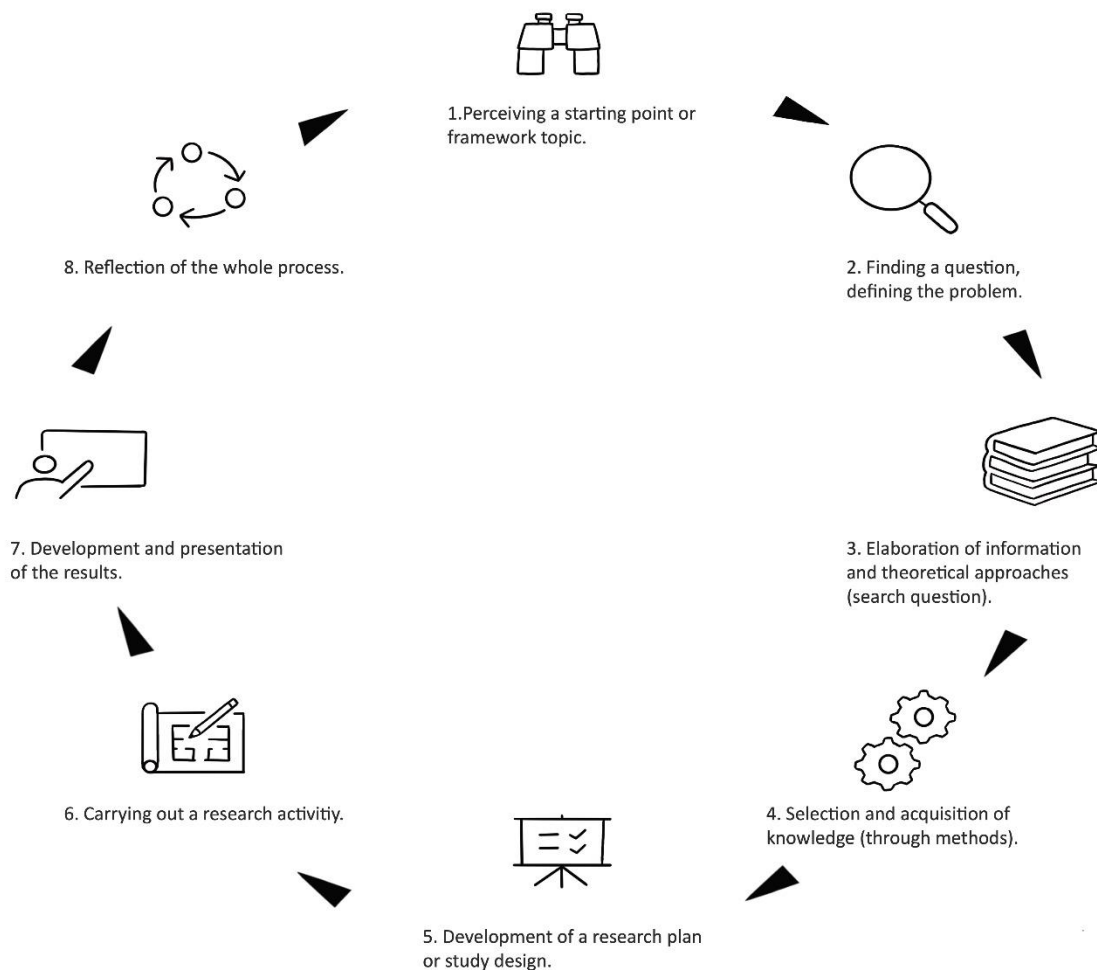 1.Perceiving a starting point or
framework topic.
2. Finding a question,
defining the problem.
3. Elaboration of information
and theoretical approaches
(search question).
4. Selection and acquisition of
knowledge (through methods).
5. Development of a research plan
or study design.
6. Carrying out a research activitiy.
7. Development and presentation
of the results.
8. Reflection of the whole process.